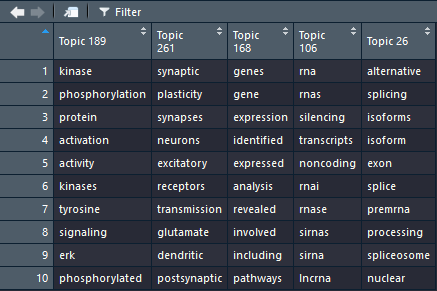 Filter
Topic 189 Topic 261 Topic 168 Topic 106 Topic 26
1 kinase synaptic genes rna alternative
2 phosphorylation plasticity gene rnas splicing
3 protein synapses expression silencing isoforms
4 activation neurons identified transcripts isoform
5 activity excitatory expressed noncoding exon
6 kinases receptors analysis rnai splice
7 tyrosine transmission revealed rnase premrna
8 signaling glutamate involved sirnas processing
9 erk dendritic including sirna spliceosome
10 phosphorylated postsynaptic pathways lncrna nuclear